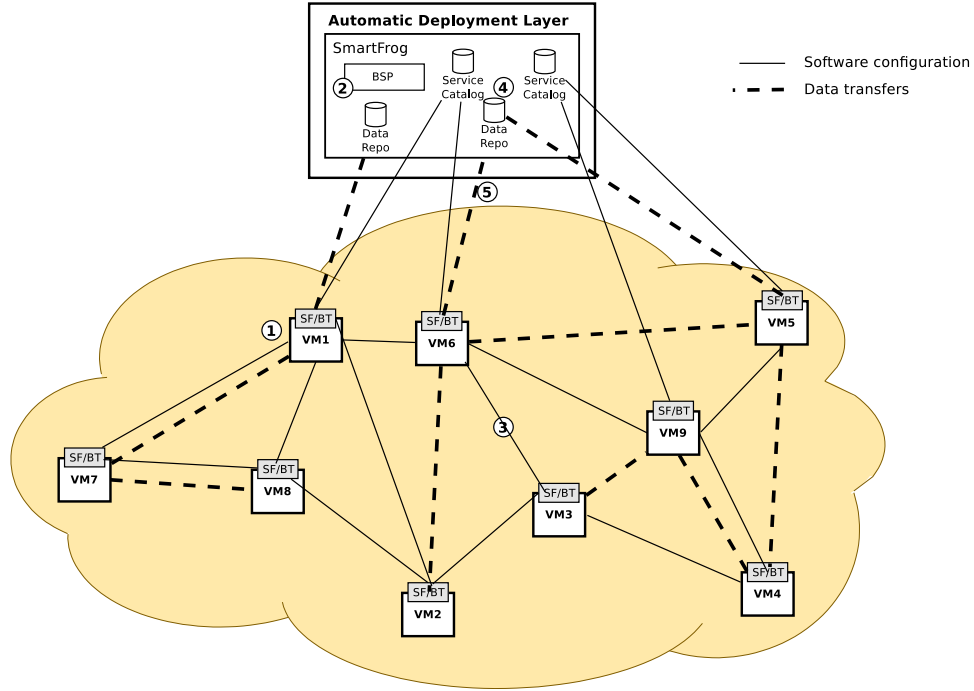 Automatic Deployment Layer
SmartFrog
BSP
2
Service
Catalog
4
Service
Catalog
Data
Repo
Data
Repo
Software configuration
Data transfers
5
1
SF/BT
VM1
SF/BT
VM6
SF/BT
VM5
3
SF/BT
VM9
SF/BT
VM7
SF/BT
VM8
SF/BT
VM3
SF/BT
VM2
SF/BT
VM4